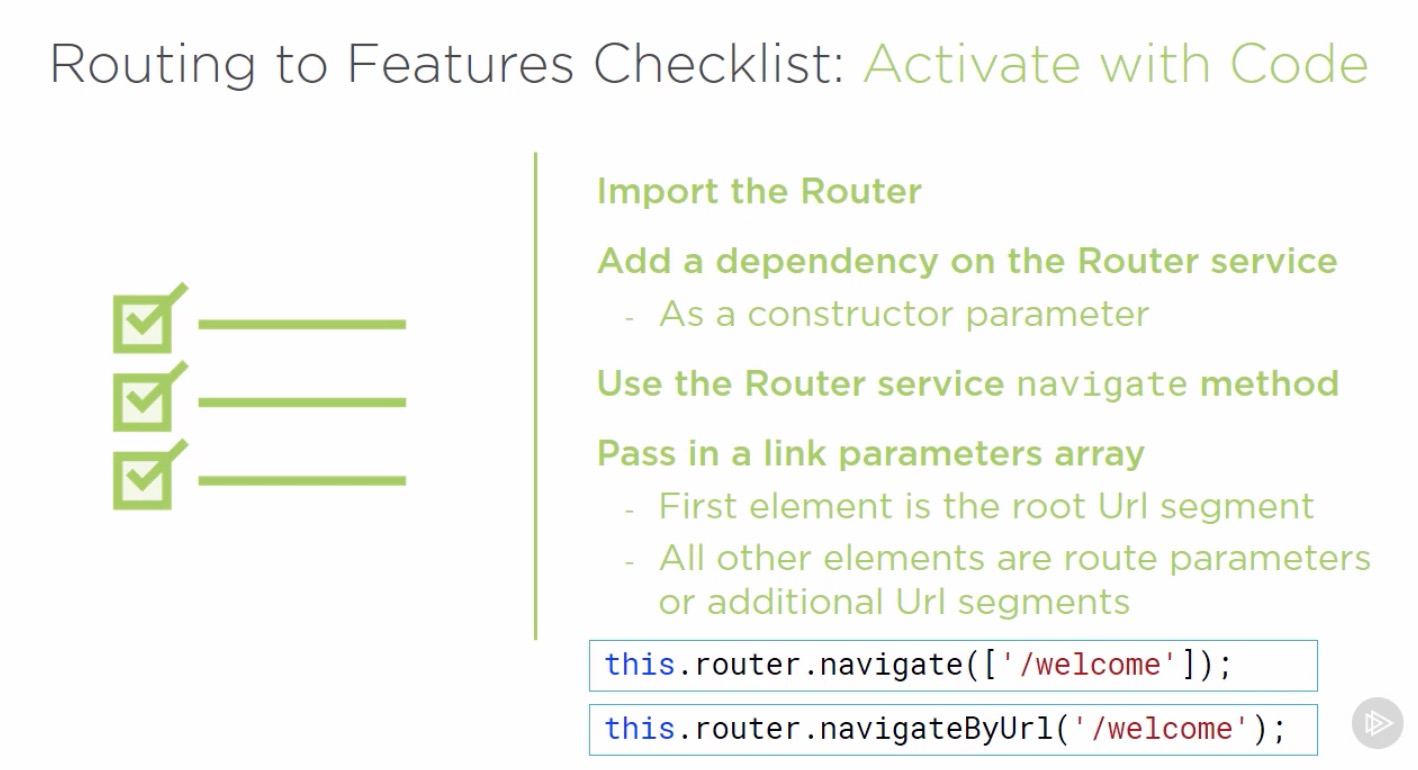 Routing to Features Checklist: Activate with Code
Import the Router
Add a dependency on the Router service
- As a constructor parameter
Use the Router service navigate method
Pass in a link parameters array
- First element is the root Url segment
- All other elements are route parameters
or additional Url segments
this.router.navigate(['/welcome']);
this.router.navigateByUrl('/welcome');